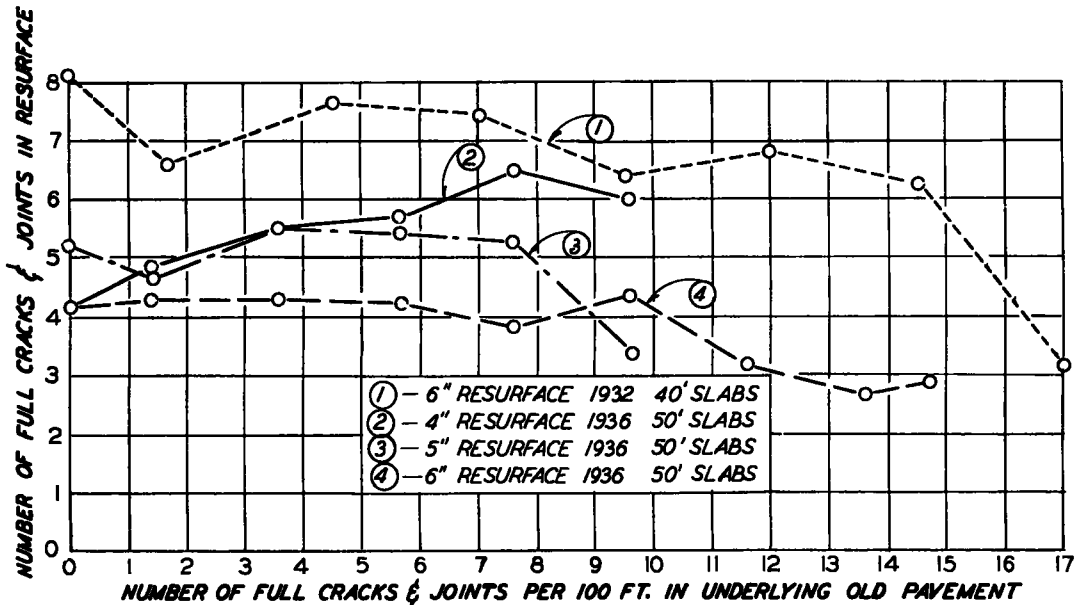 NUMBER OF FULL CRACKS & JOINTS IN RESURFACE
8
7
6
5
4
3
2
1
0
①
②
③
④
① – 6" RESURFACE 1932 40' SLABS
② – 4" RESURFACE 1936 50' SLABS
③ – 5" RESURFACE 1936 50' SLABS
④ – 6" RESURFACE 1936 50' SLABS
0 1 2 3 4 5 6 7 8 9 10 11 12 13 14 15 16 17
NUMBER OF FULL CRACKS & JOINTS PER 100 FT. IN UNDERLYING OLD PAVEMENT